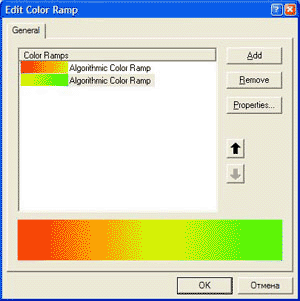 Edit Color Ramp
General
Color Ramps
Algorithmic Color Ramp
Algorithmic Color Ramp
Add
Remove
Properties...
OK
Отмена